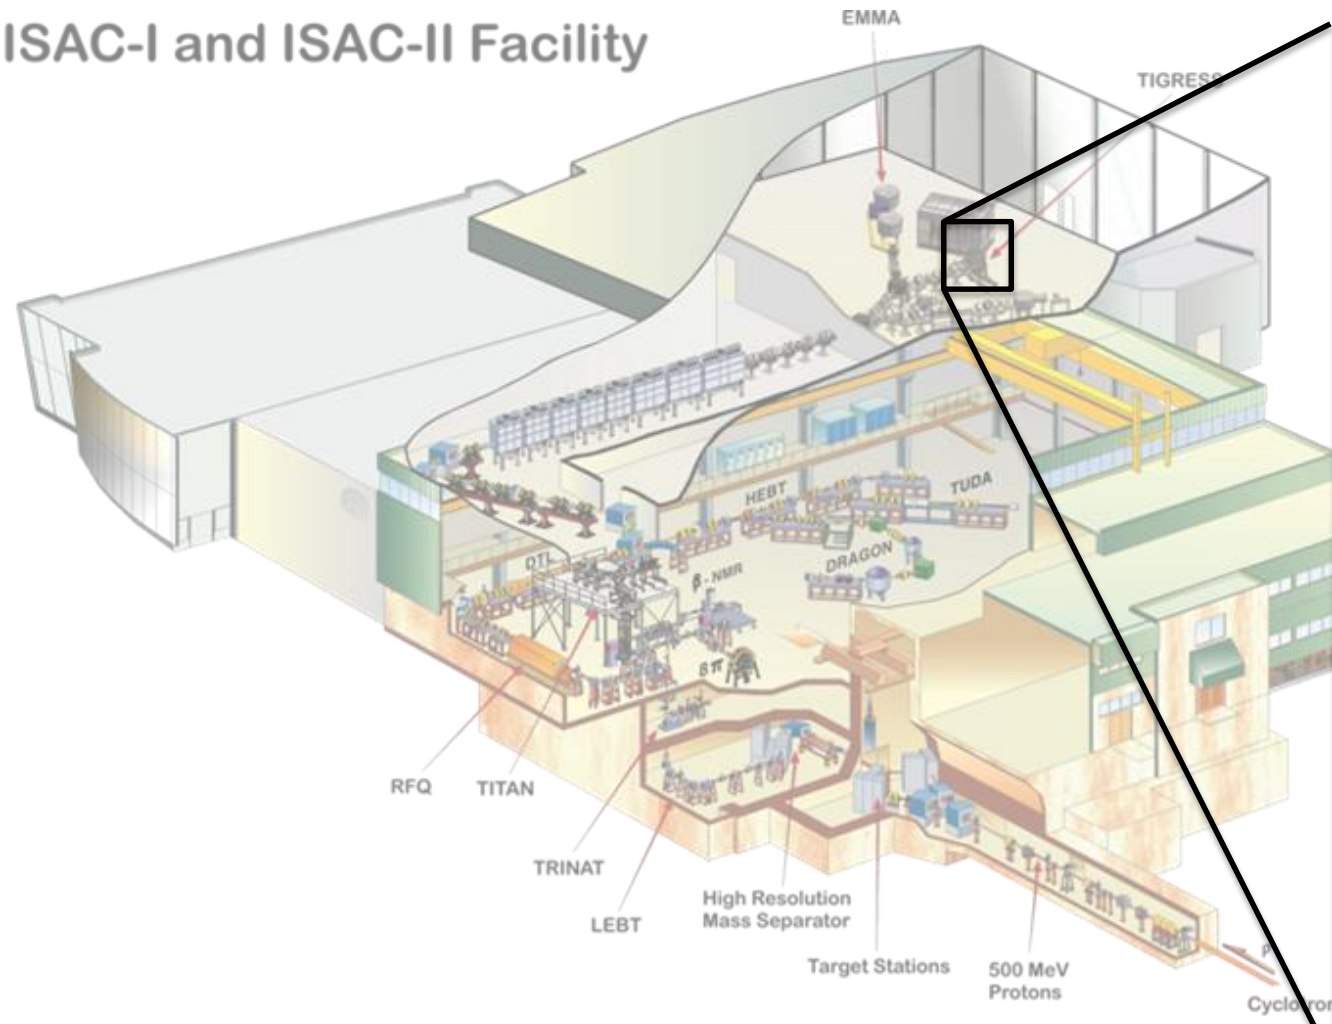 ISAC-I and ISAC-II Facility
EMMA
TIGRESS
HEBT
TUDA
DTL
β - NMR
DRAGON
8π
RFQ
TITAN
TRINAT
LEBT
High Resolution
Mass Separator
Target Stations
500 MeV
Protons
p
Cyclotron